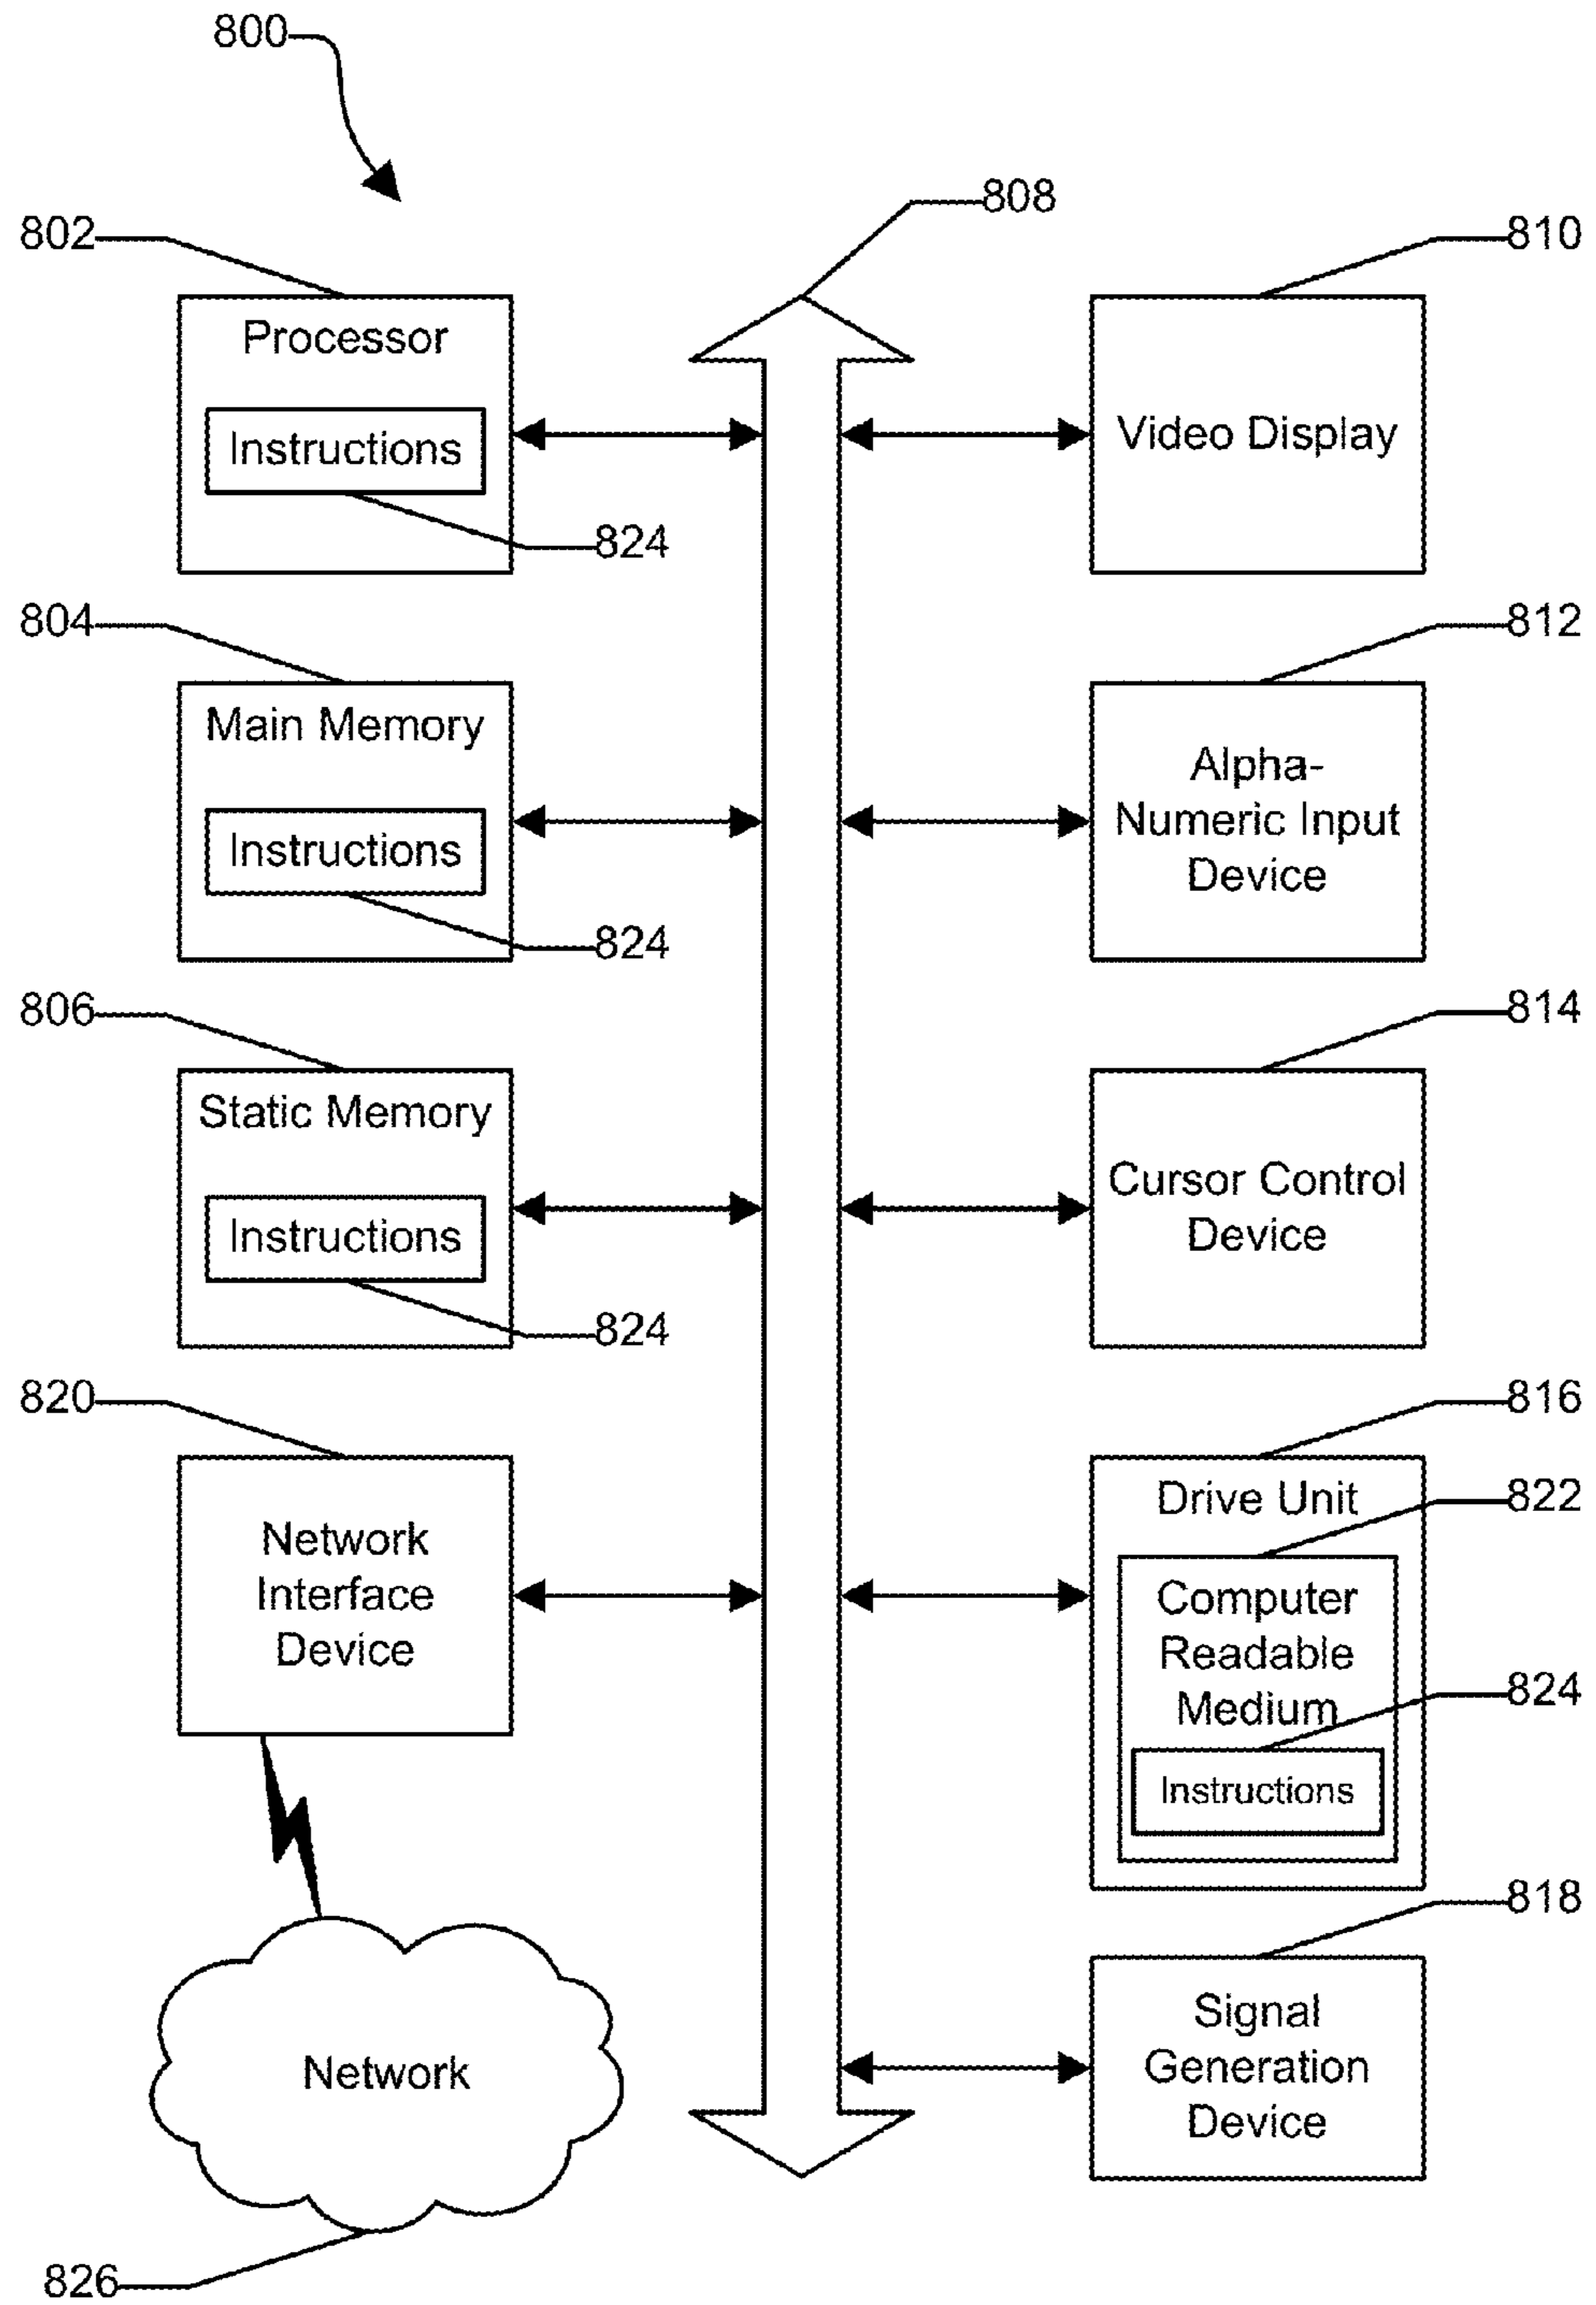 800
808
802
Processor
Instructions
824
810
Video Display
804
Main Memory
Instructions
824
812
Alpha-
Numeric Input
Device
806
Static Memory
Instructions
824
814
Cursor Control
Device
820
Network
Interface
Device
816
Drive Unit
822
Computer
Readable
Medium
824
Instructions
818
Signal
Generation
Device
Network
826